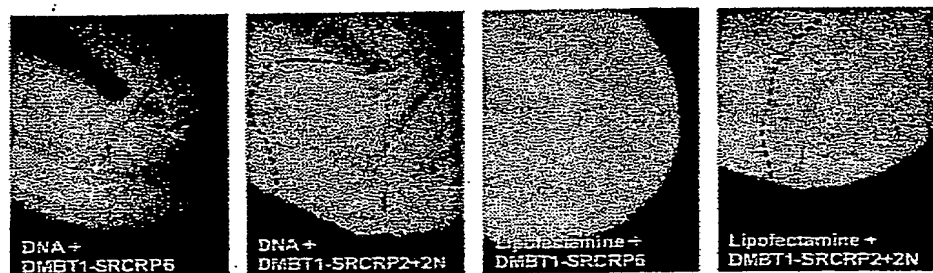 DNA +
DMBT1-SRCRP6
DNA +
DMBT1-SRCRP2+2N
Lipofectamine +
DMBT1-SRCRP6
Lipofectamine +
DMBT1-SRCRP2+2N